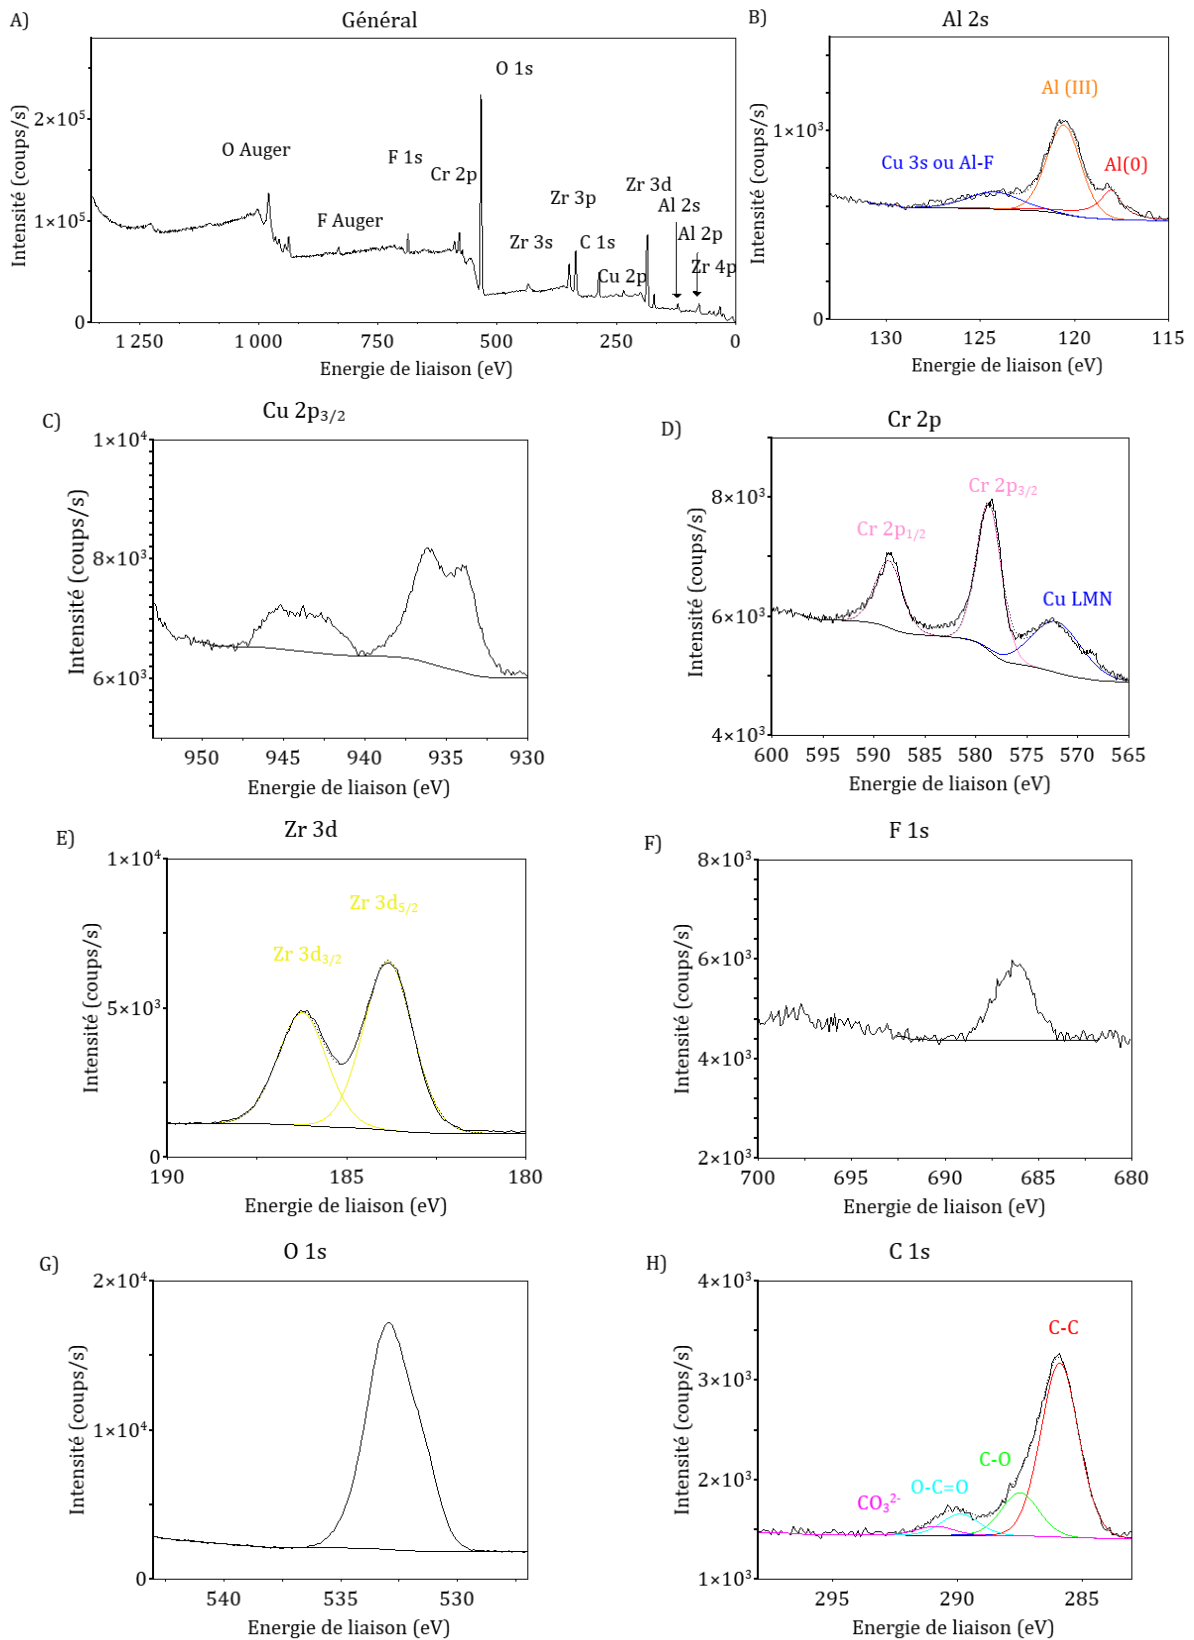 A)
Général
Intensité (coups/s)
2×10⁵
1×10⁵
0
O 1s
O Auger
F 1s
Cr 2p
F Auger
Zr 3p
Zr 3s
C 1s
Cu 2p
Zr 3d
Al 2s
Al 2p
Zr 4p
1 250 1 000 750 500 250 0
Energie de liaison (eV)
B)
Al 2s
Intensité (coups/s)
1×10³
0
Al (III)
Cu 3s ou Al-F
Al(0)
130 125 120 115
Energie de liaison (eV)
C)
Cu 2p3/2
Intensité (coups/s)
1×10⁴
8×10³
6×10³
950 945 940 935 930
Energie de liaison (eV)
D)
Cr 2p
Intensité (coups/s)
8×10³
6×10³
4×10³
Cr 2p3/2
Cr 2p1/2
Cu LMN
600 595 590 585 580 575 570 565
Energie de liaison (eV)
E)
Zr 3d
Intensité (coups/s)
1×10⁴
5×10³
0
Zr 3d5/2
Zr 3d3/2
190 185 180
Energie de liaison (eV)
F)
F 1s
Intensité (coups/s)
8×10³
6×10³
4×10³
2×10³
700 695 690 685 680
Energie de liaison (eV)
G)
O 1s
Intensité (coups/s)
2×10⁴
1×10⁴
0
540 535 530
Energie de liaison (eV)
H)
C 1s
Intensité (coups/s)
4×10³
3×10³
2×10³
1×10³
C-C
C-O
O-C=O
CO₃²⁻
295 290 285
Energie de liaison (eV)